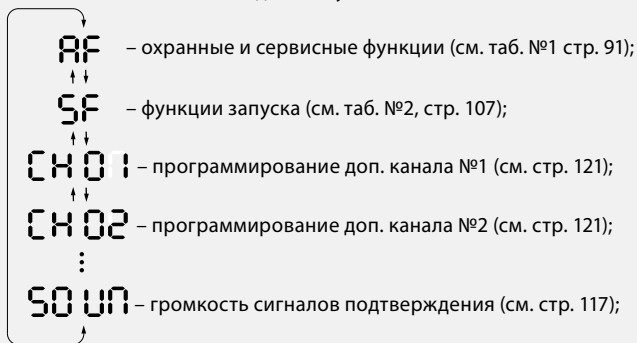 AF – охранные и сервисные функции (см. таб. №1 стр. 91);
SF – функции запуска (см. таб. №2, стр. 107);
CH 01 – программирование доп. канала №1 (см. стр. 121);
CH 02 – программирование доп. канала №2 (см. стр. 121);
SOUN – громкость сигналов подтверждения (см. стр. 117);